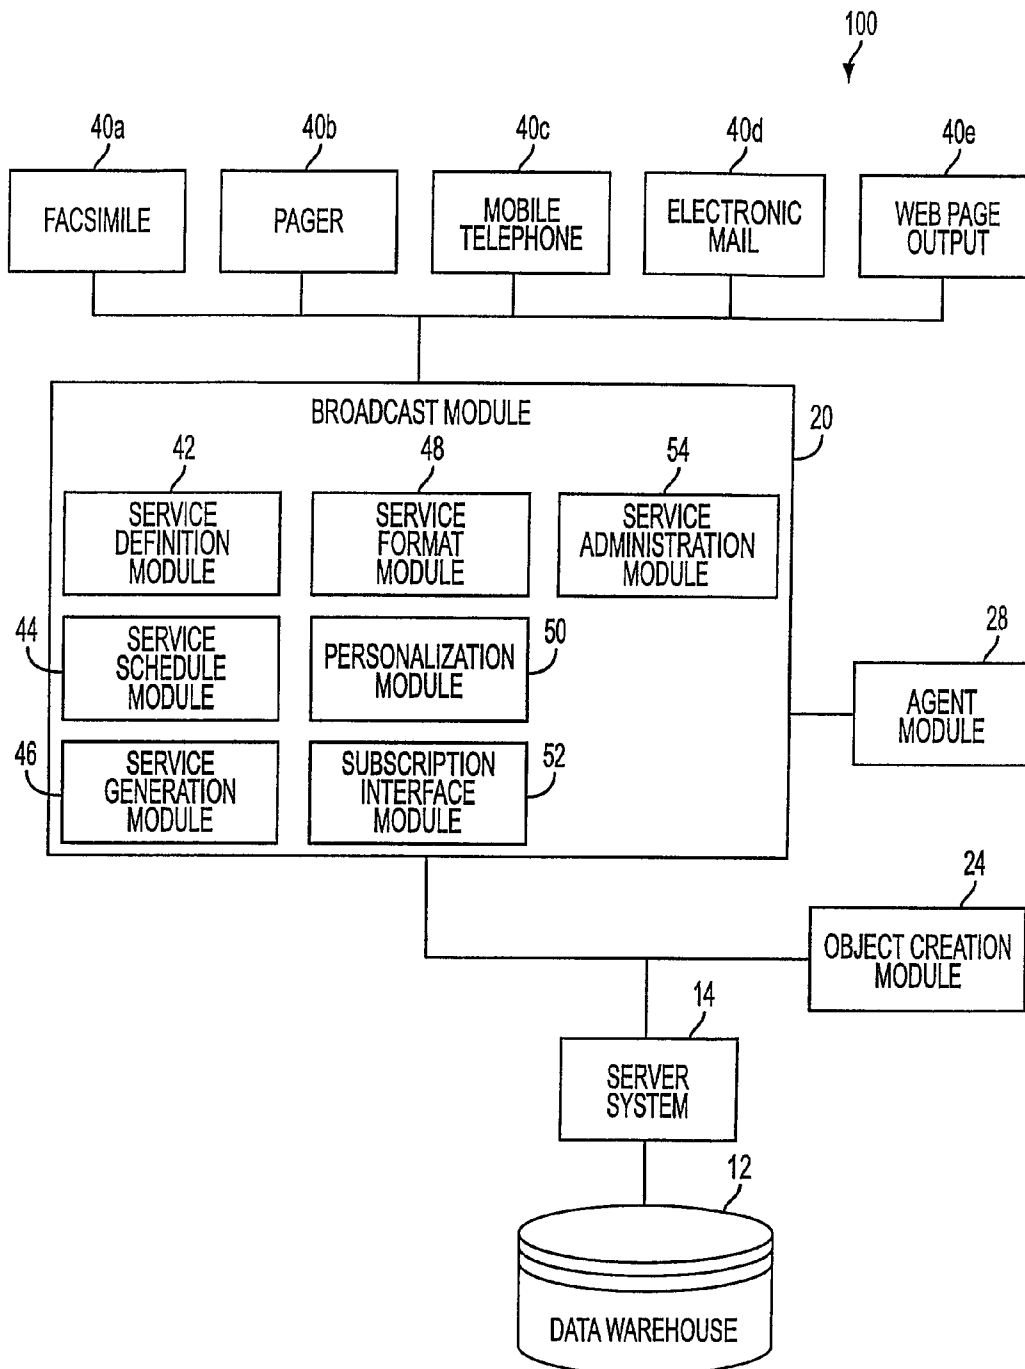 100
40a
40b
40c
40d
40e
FACSIMILE
PAGER
MOBILE
TELEPHONE
ELECTRONIC
MAIL
WEB PAGE
OUTPUT
BROADCAST MODULE
20
42
48
54
SERVICE
DEFINITION
MODULE
SERVICE
FORMAT
MODULE
SERVICE
ADMINISTRATION
MODULE
44
SERVICE
SCHEDULE
MODULE
PERSONALIZATION
MODULE
50
28
AGENT
MODULE
46
SERVICE
GENERATION
MODULE
SUBSCRIPTION
INTERFACE
MODULE
52
24
OBJECT CREATION
MODULE
14
SERVER
SYSTEM
12
DATA WAREHOUSE